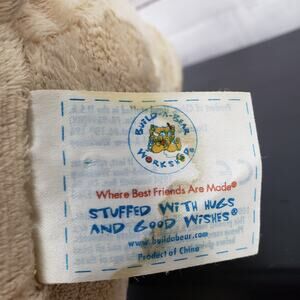 BUILD-A-BEAR
WORKSHOP®
Where Best Friends Are Made®
STUFFED WITH HUGS
AND GOOD WISHES®
www.buildabear.com
Product of China